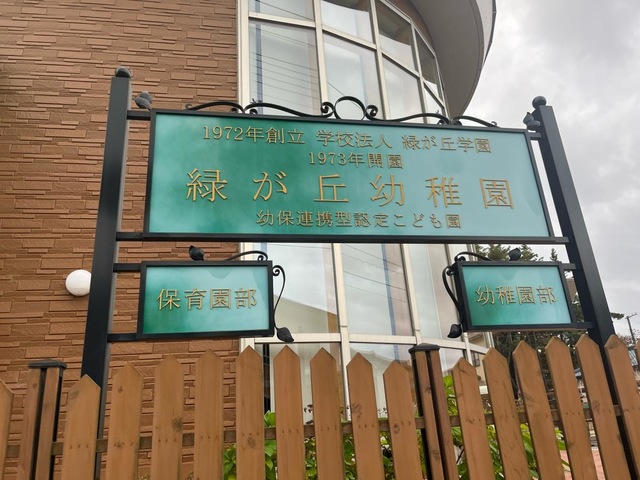 1972年創立 学校法人 緑が丘学園
1973年開園
緑が丘幼稚園
幼保連携型認定こども園
保育園部
幼稚園部